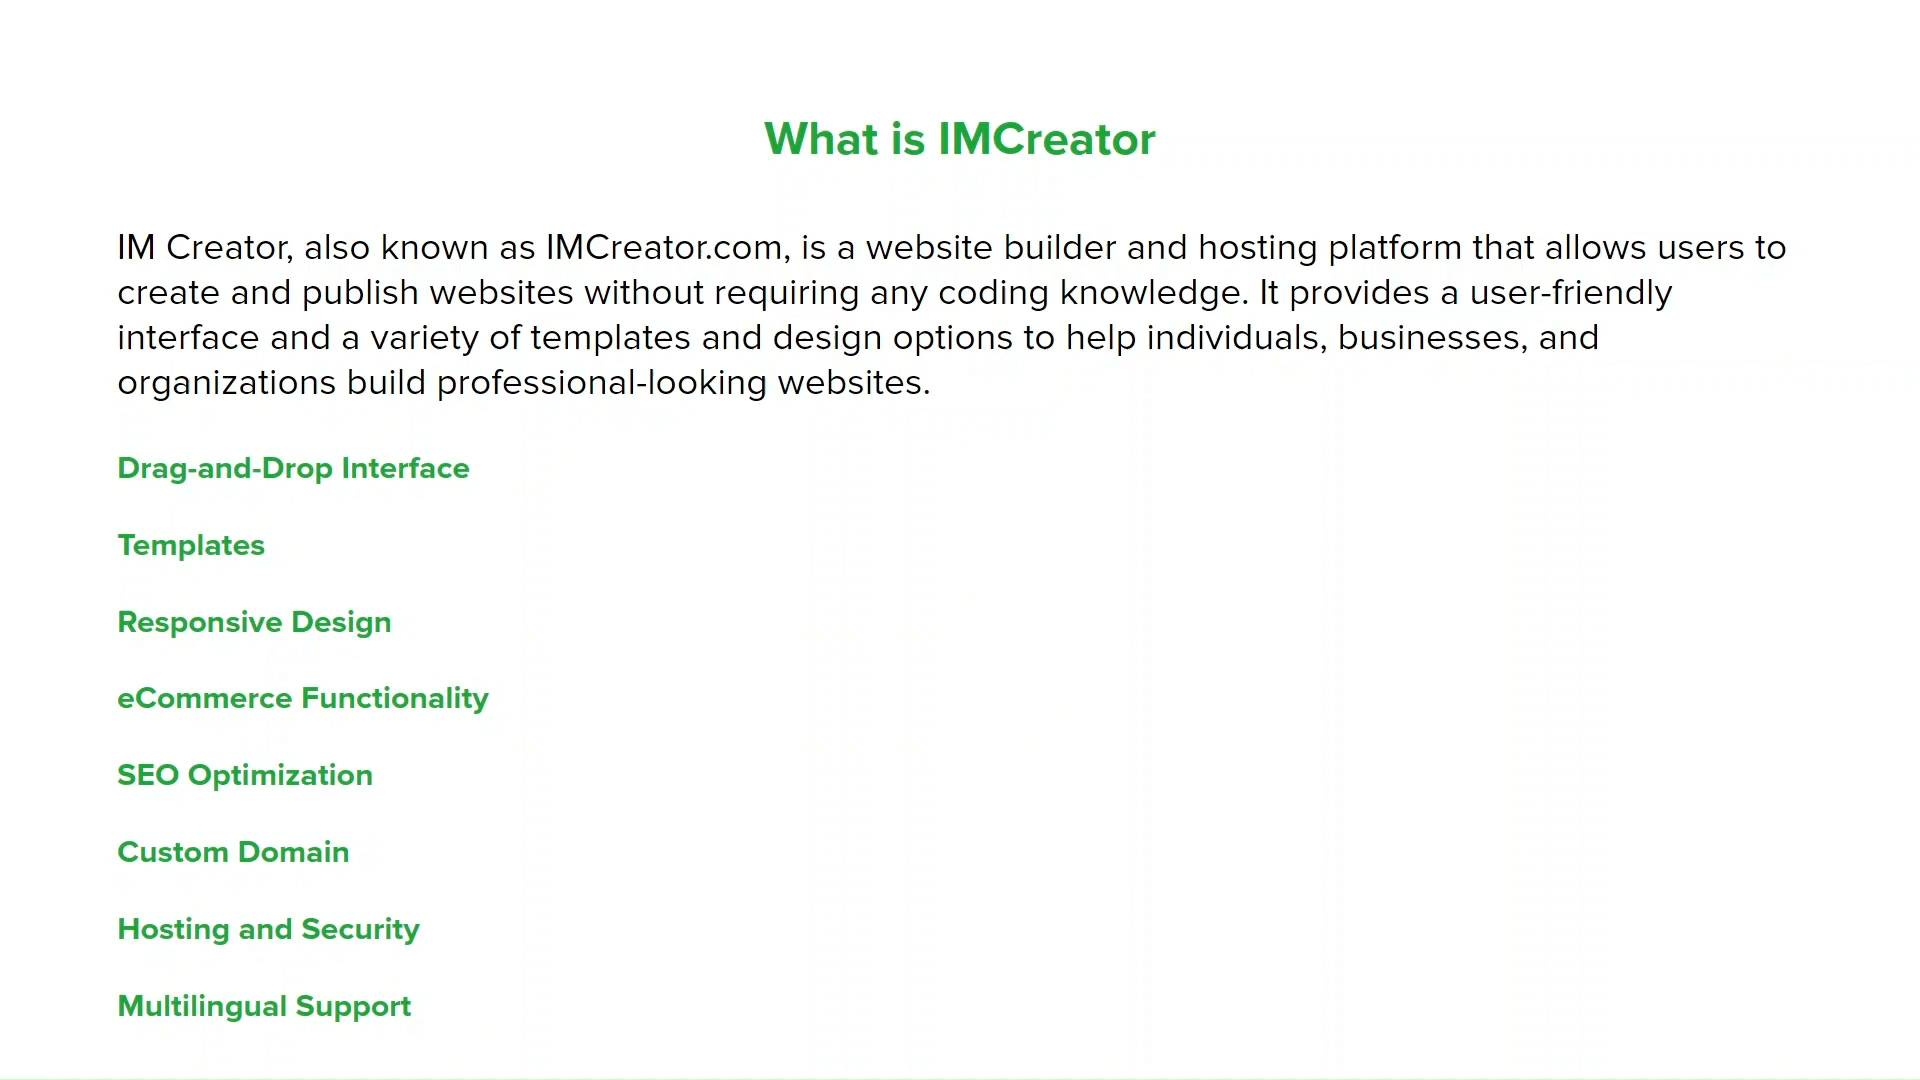 What is IMCreator
IM Creator, also known as IMCreator.com, is a website builder and hosting platform that allows users to
create and publish websites without requiring any coding knowledge. It provides a user-friendly
interface and a variety of templates and design options to help individuals, businesses, and
organizations build professional-looking websites.
Drag-and-Drop Interface
Templates
Responsive Design
eCommerce Functionality
SEO Optimization
Custom Domain
Hosting and Security
Multilingual Support